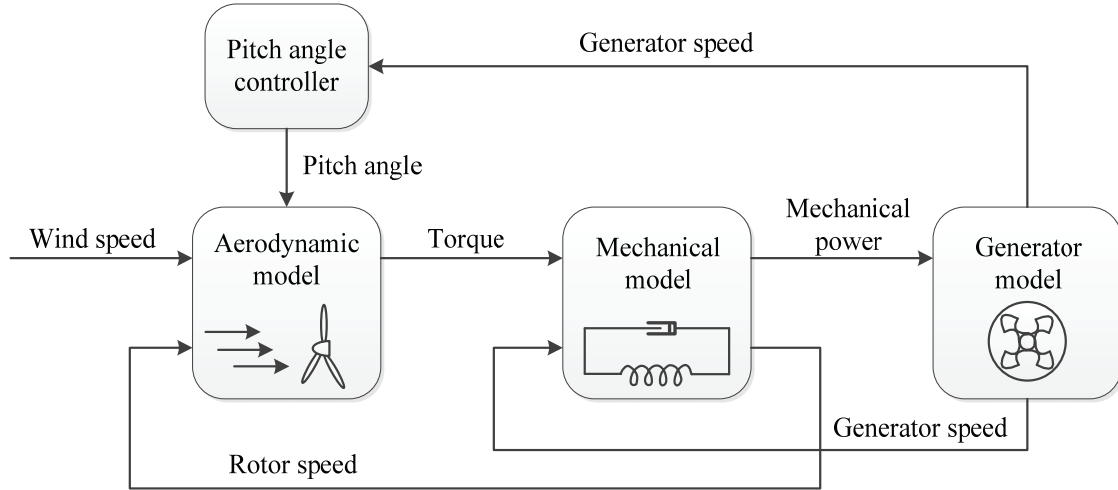 Pitch angle
controller
Generator speed
Pitch angle
Wind speed
Aerodynamic
model
Torque
Mechanical
model
Mechanical
power
Generator
model
Generator speed
Rotor speed